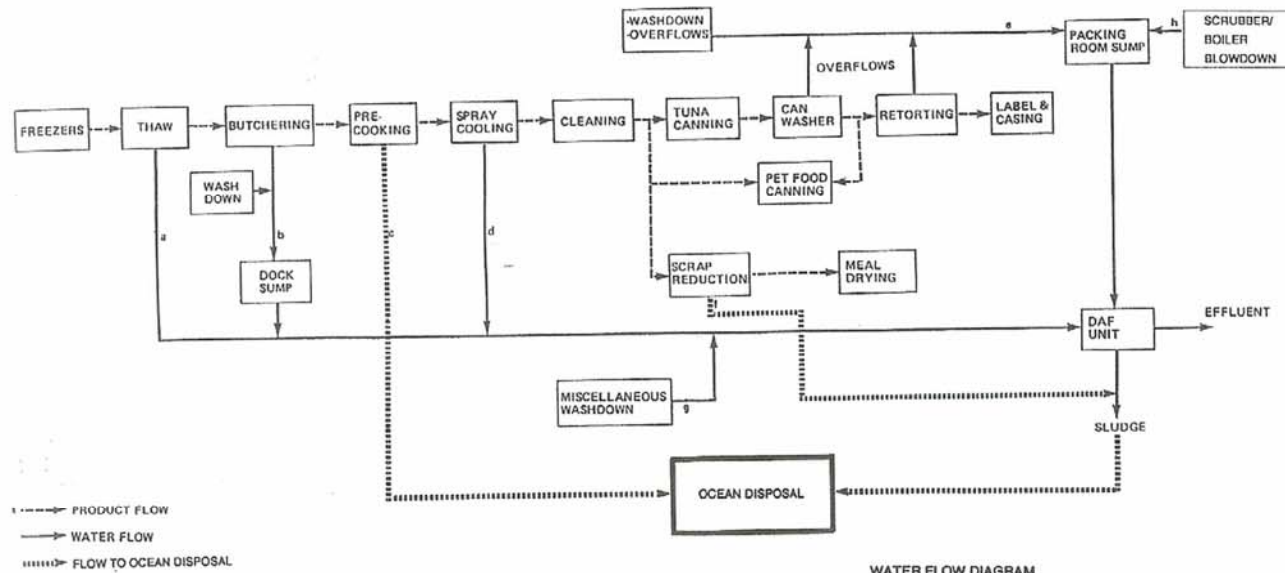 -WASHDOWN
-OVERFLOWS
e
PACKING
ROOM SUMP
h
SCRUBBER/
BOILER
BLOWDOWN
OVERFLOWS
FREEZERS
THAW
BUTCHERING
PRE-
COOKING
SPRAY
COOLING
CLEANING
TUNA
CANNING
CAN
WASHER
RETORTING
LABEL &
CASING
WASH
DOWN
PET FOOD
CANNING
a
b
c
d
DOCK
SUMP
SCRAP
REDUCTION
MEAL
DRYING
f
DAF
UNIT
EFFLUENT
MISCELLANEOUS
WASHDOWN
g
SLUDGE
OCEAN DISPOSAL
PRODUCT FLOW
WATER FLOW
FLOW TO OCEAN DISPOSAL
WATER FLOW DIAGRAM